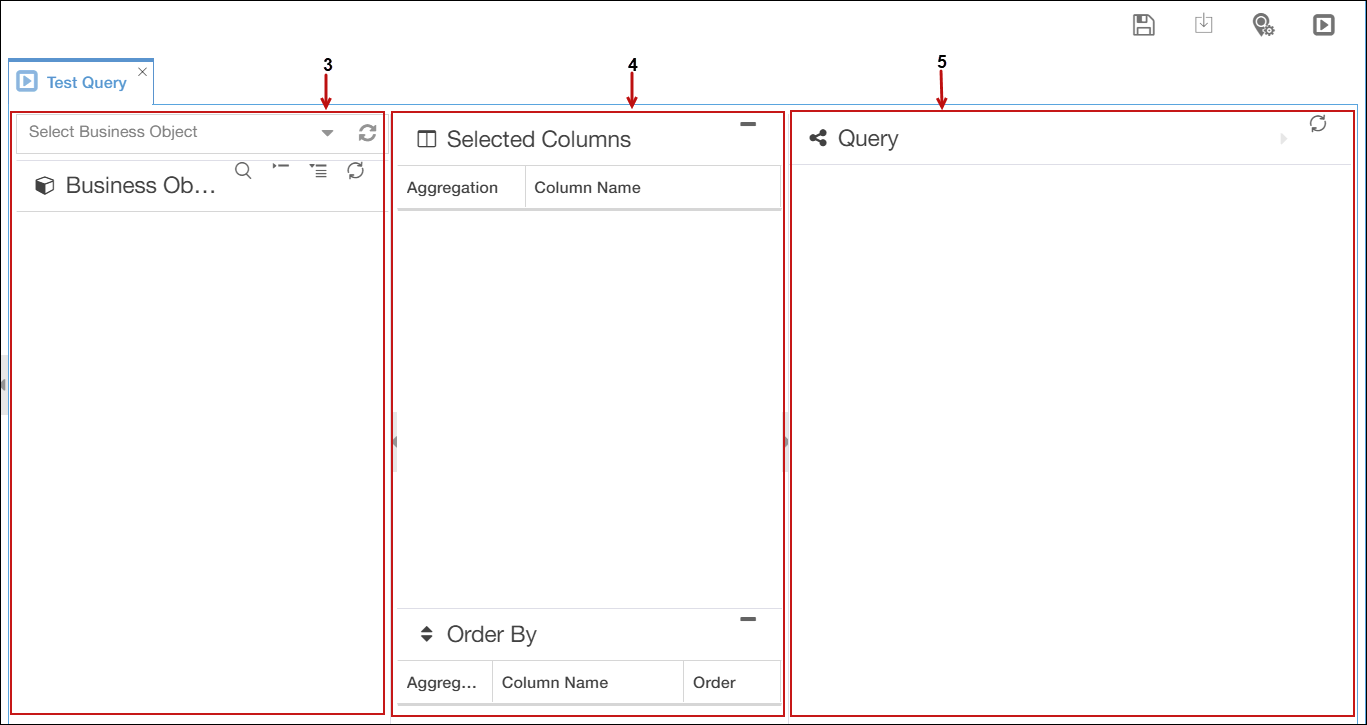 3
4
5
Test Query
Select Business Object
Business Ob...
Selected Columns
Aggregation
Column Name
Order By
Aggreg...
Column Name
Order
Query